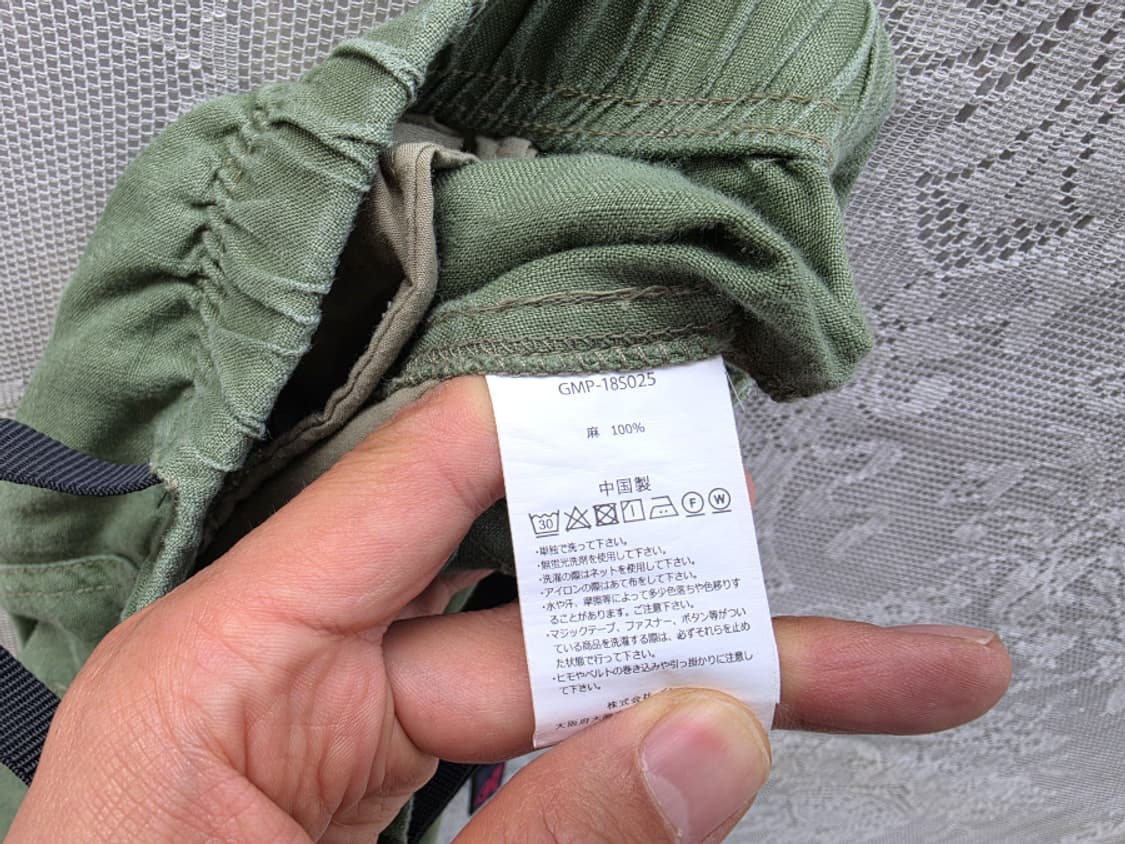 GMP-18S025
麻 100%
中国製
30 F W
・単独で洗って下さい。
・無蛍光洗剤を使用して下さい。
・洗濯の際はネットを使用して下さい。
・アイロンの際はあて布をして下さい。
・水や汗、摩擦等によって多少色落ちや色移りす
ることがあります。ご注意下さい。
・マジックテープ、ファスナー、ボタン等がつい
ている商品を洗濯する際は、必ずそれらを止め
た状態で行って下さい。
・ヒモやベルトの巻き込みや引っ掛かりに注意し
て下さい。
株式会社
大阪府大